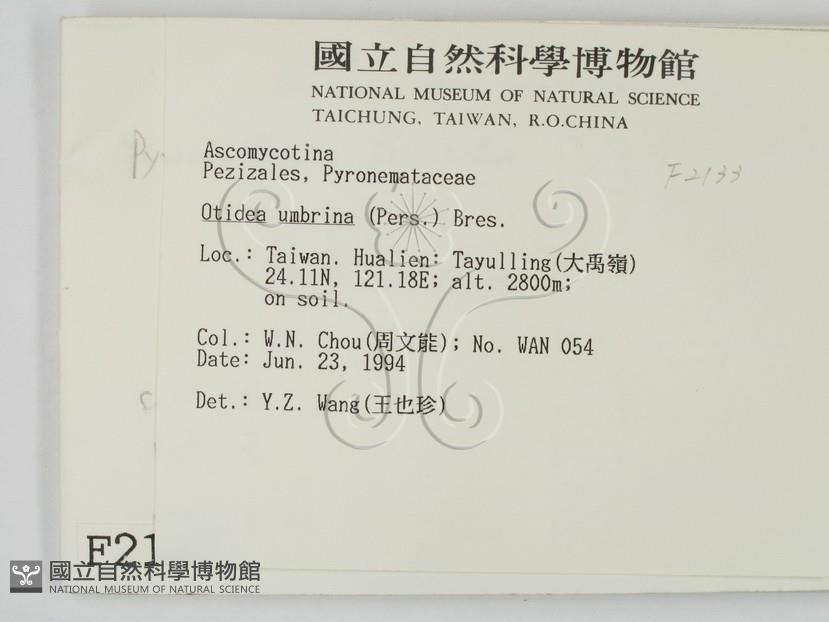 國立自然科學博物館
NATIONAL MUSEUM OF NATURAL SCIENCE
TAICHUNG, TAIWAN, R.O.CHINA
Py.
Ascomycotina
Pezizales, Pyronemataceae
F2133
Otidea umbrina (Pers.) Bres.
Loc.: Taiwan. Hualien: Tayulling(大禹嶺)
24.11N, 121.18E; alt. 2800m;
on soil.
Col.: W.N. Chou(周文能); No. WAN 054
Date: Jun. 23, 1994
C
Det.: Y.Z. Wang(王也珍)
F21
國立自然科學博物館
NATIONAL MUSEUM OF NATURAL SCIENCE